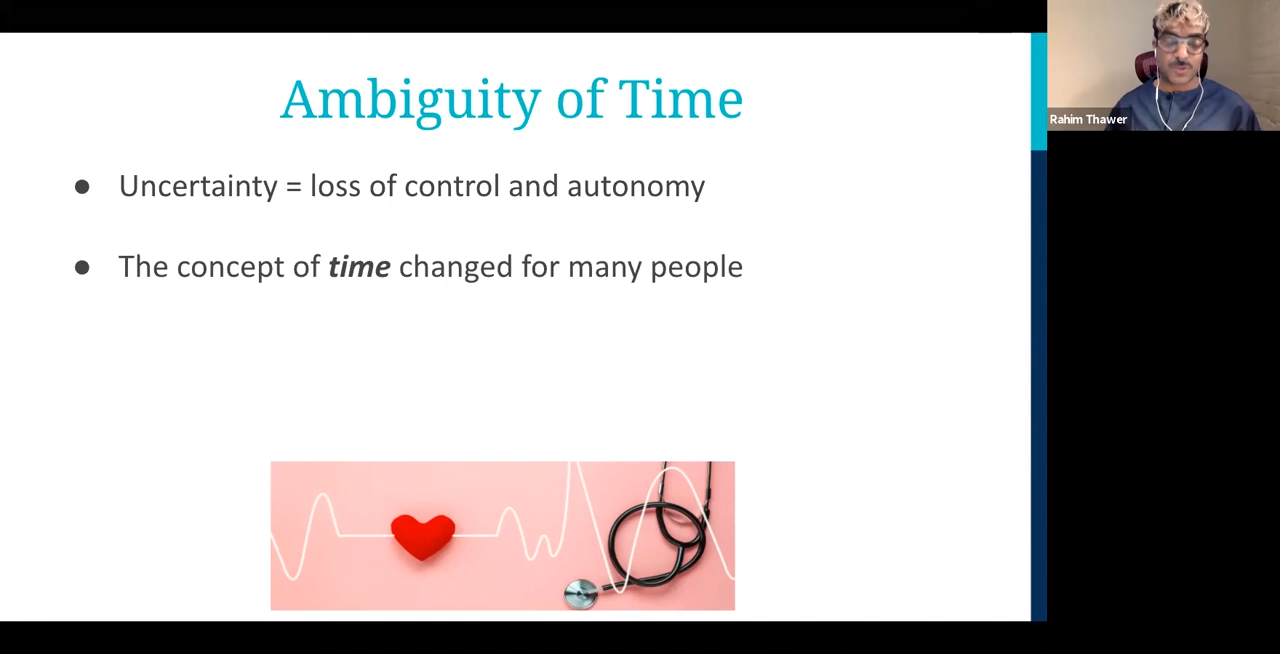 Ambiguity of Time
● Uncertainty = loss of control and autonomy
● The concept of time changed for many people
Rahim Thawer